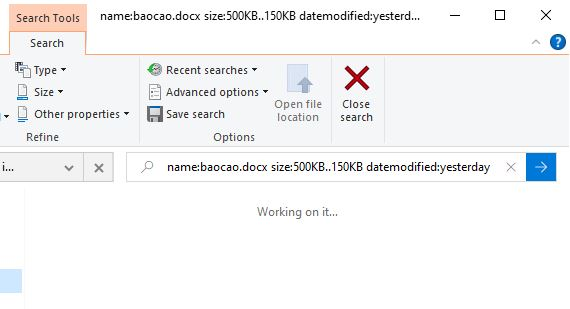 Search Tools
name:baocao.docx size:500KB..150KB datemodified:yesterd...
Search
Type
Size
Other properties
Refine
Recent searches
Advanced options
Save search
Options
Open file location
Close search
i...
name:baocao.docx size:500KB..150KB datemodified:yesterday
Working on it...